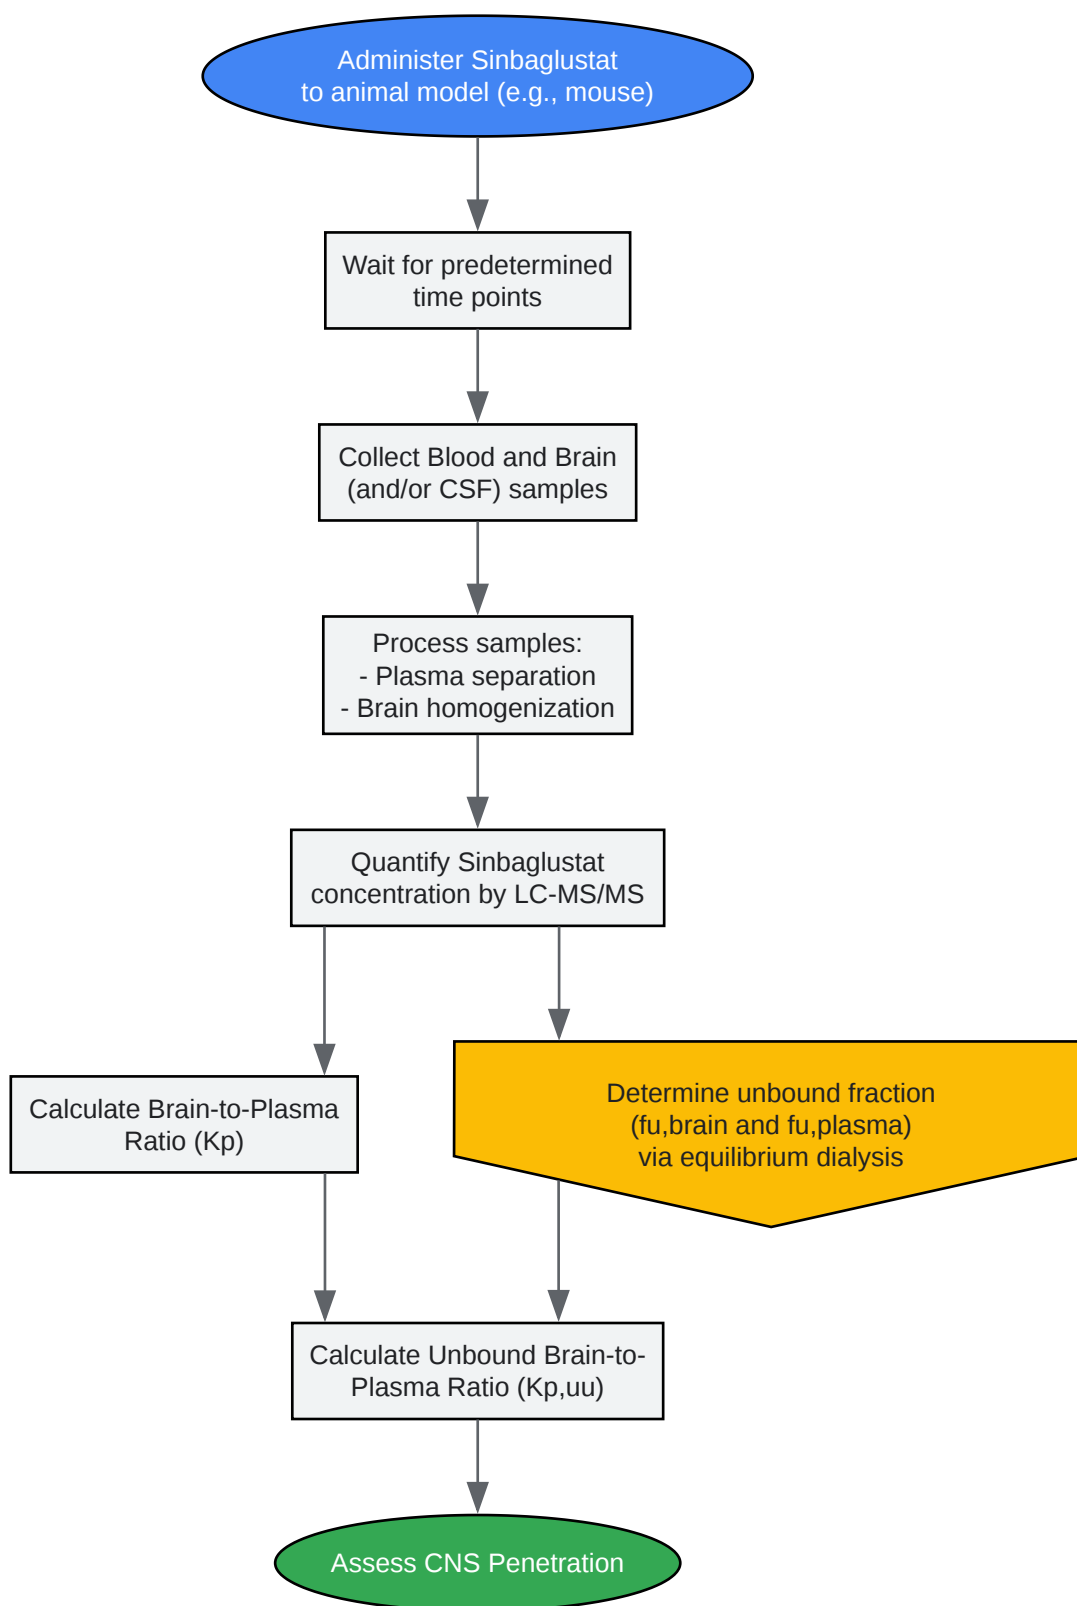 Administer Sinbaglustat
to animal model (e.g., mouse)
Wait for predetermined
time points
Collect Blood and Brain
(and/or CSF) samples
Process samples:
- Plasma separation
- Brain homogenization
Quantify Sinbaglustat
concentration by LC-MS/MS
Calculate Brain-to-Plasma
Ratio (Kp)
Determine unbound fraction
(fu,brain and fu,plasma)
via equilibrium dialysis
Calculate Unbound Brain-to-
Plasma Ratio (Kp,uu)
Assess CNS Penetration